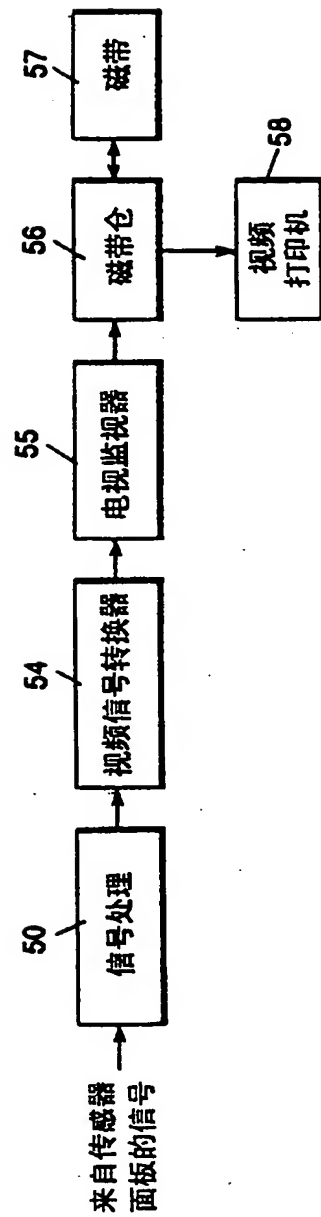 来自传感器
面板的信号
50
信号处理
54
视频信号转换器
55
电视监视器
56
磁带仓
57
磁带
58
视频
打印机